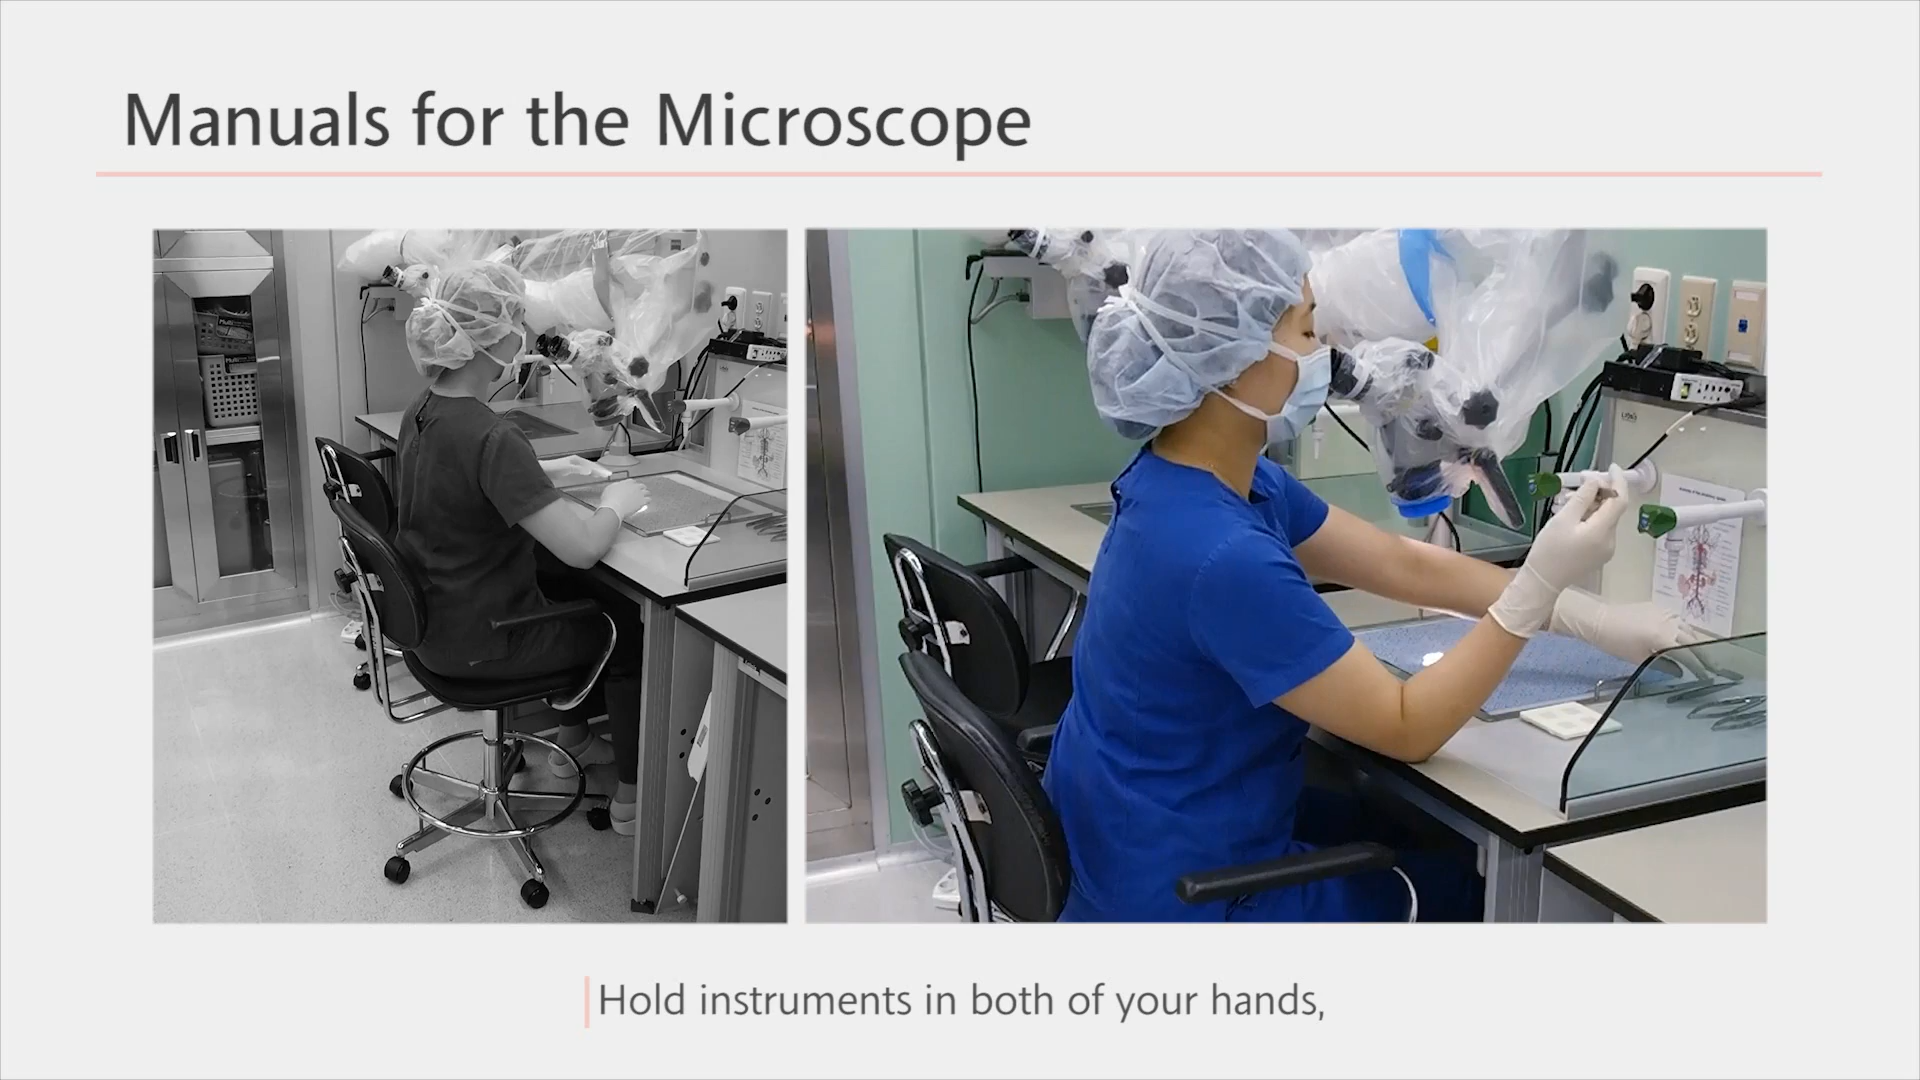 Manuals for the Microscope
Hold instruments in both of your hands,